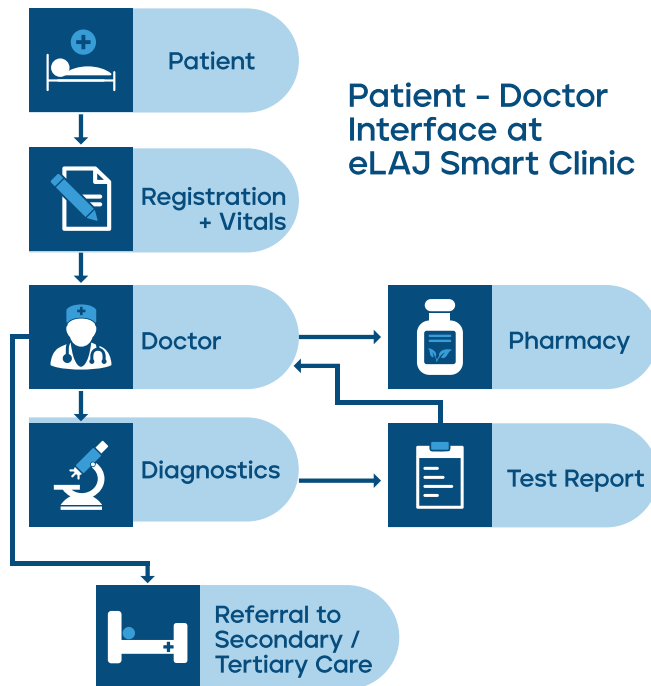 Patient
Patient - Doctor
Interface at
eLAJ Smart Clinic
Registration
+ Vitals
Doctor
Pharmacy
Diagnostics
Test Report
Referral to
Secondary /
Tertiary Care